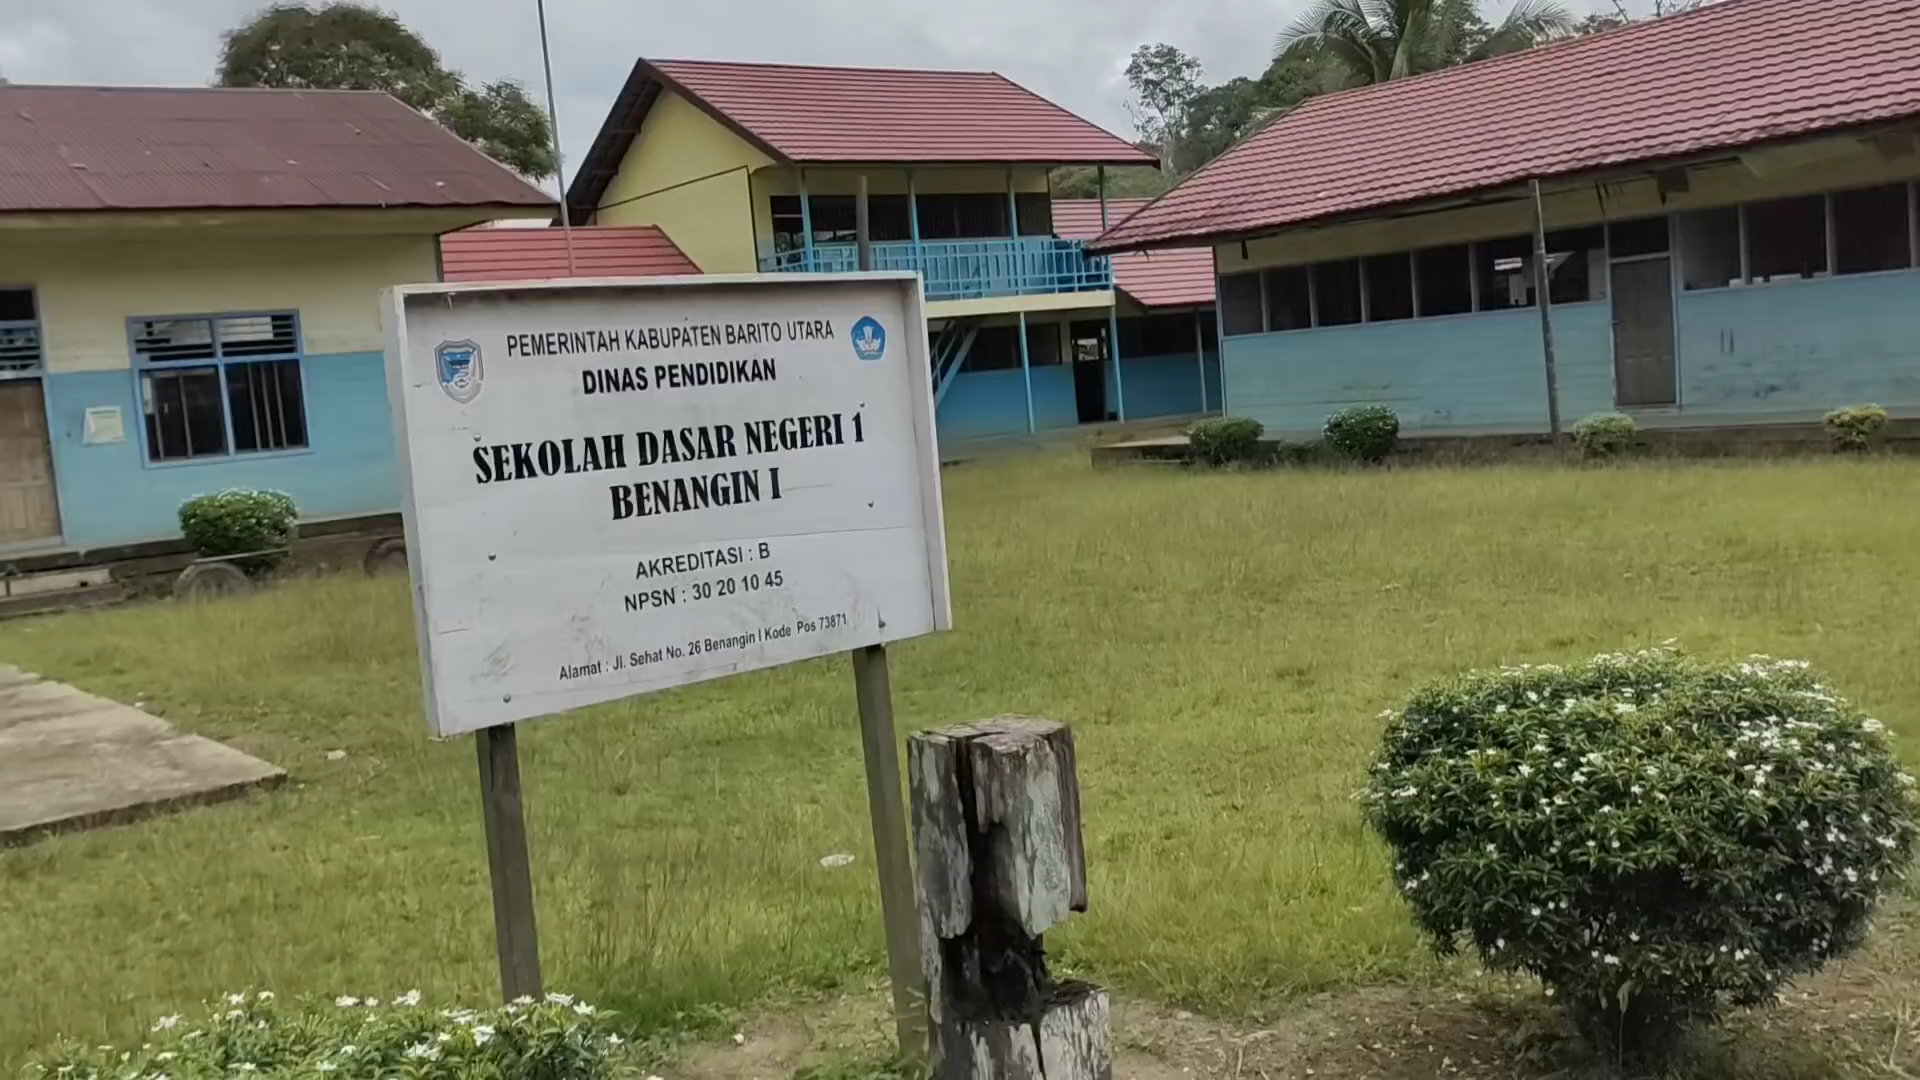 PEMERINTAH KABUPATEN BARITO UTARA
DINAS PENDIDIKAN
SEKOLAH DASAR NEGERI 1
BENANGIN I
AKREDITASI : B
NPSN : 30 20 10 45
Alamat : Jl. Sehat No. 26 Benangin I Kode Pos 73871